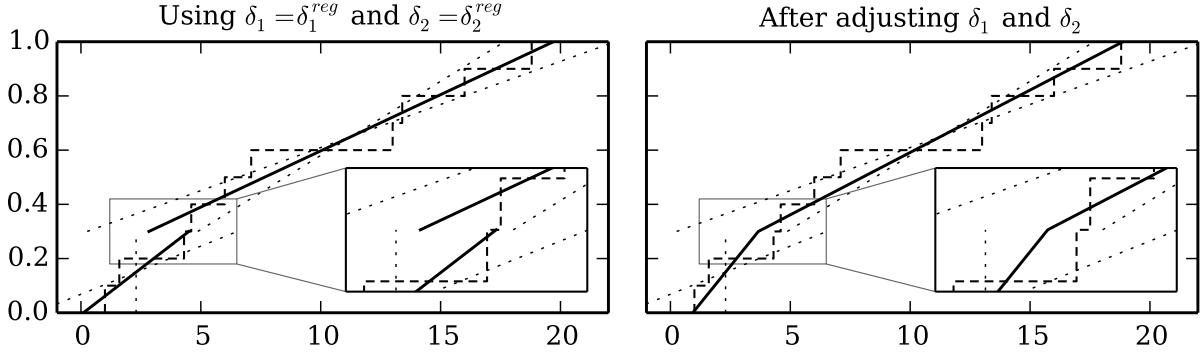 Using δ₁ =δ₁^reg and δ₂ =δ₂^reg
1.0
0.8
0.6
0.4
0.2
0.0
0 5 10 15 20
After adjusting δ₁ and δ₂
0 5 10 15 20